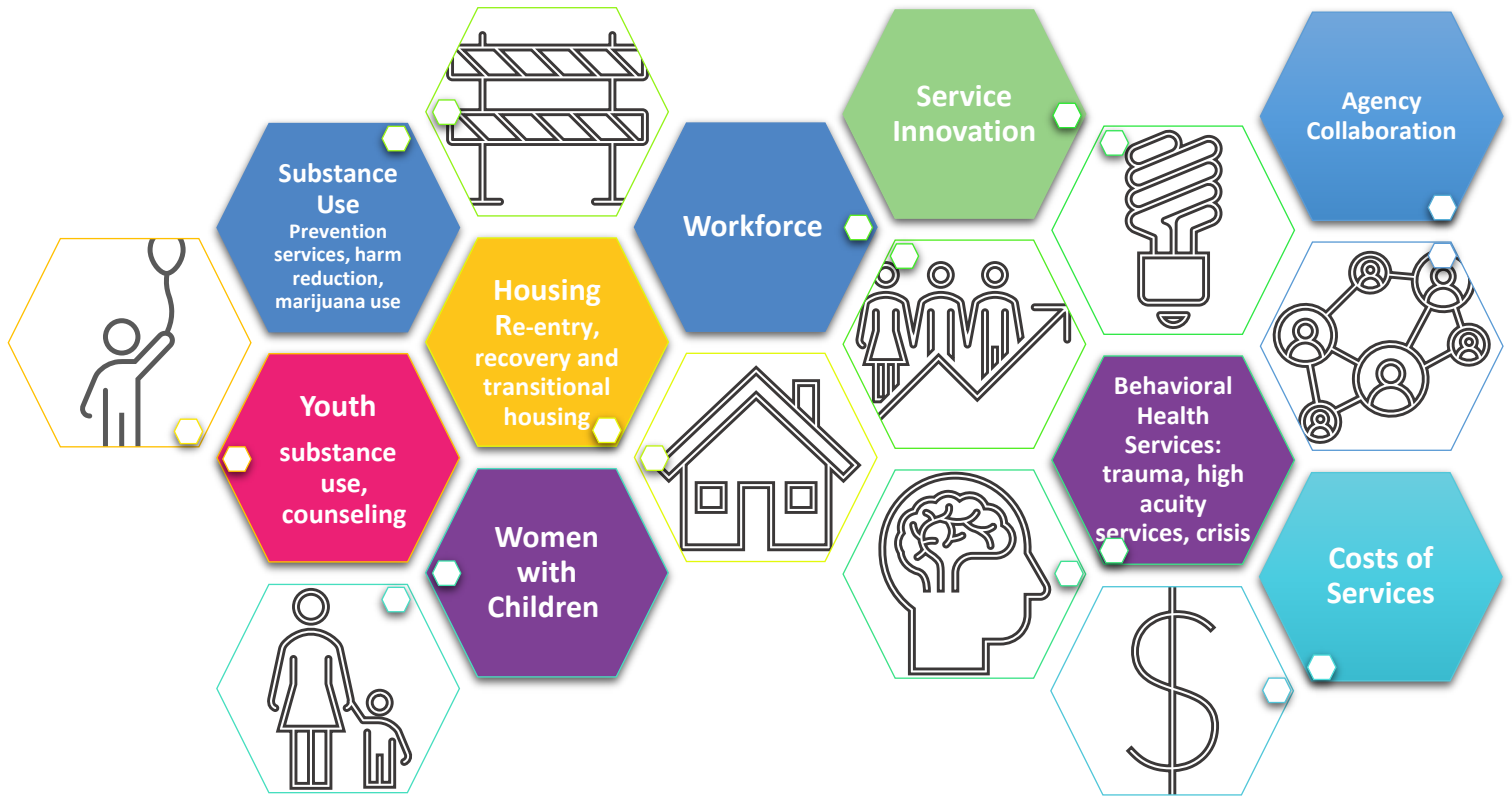 Substance
Use
Prevention
services, harm
reduction,
marijuana use
Youth
substance
use,
counseling
Housing
Re-entry,
recovery and
transitional
housing
Women
with
Children
Workforce
Service
Innovation
Behavioral
Health
Services:
trauma, high
acuity
services, crisis
Agency
Collaboration
Costs of
Services